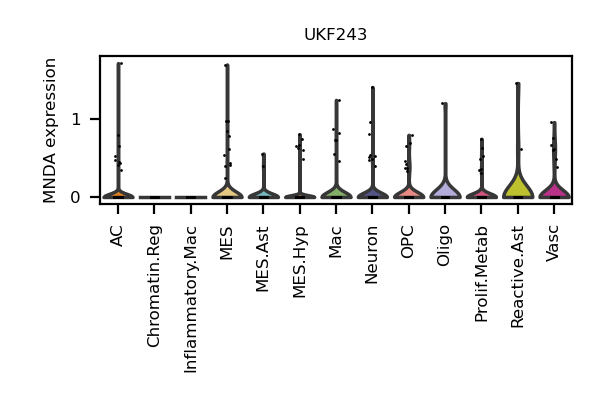 UKF243
MNDA expression
1
0
AC
Chromatin.Reg
Inflammatory.Mac
MES
MES.Ast
MES.Hyp
Mac
Neuron
OPC
Oligo
Prolif.Metab
Reactive.Ast
Vasc